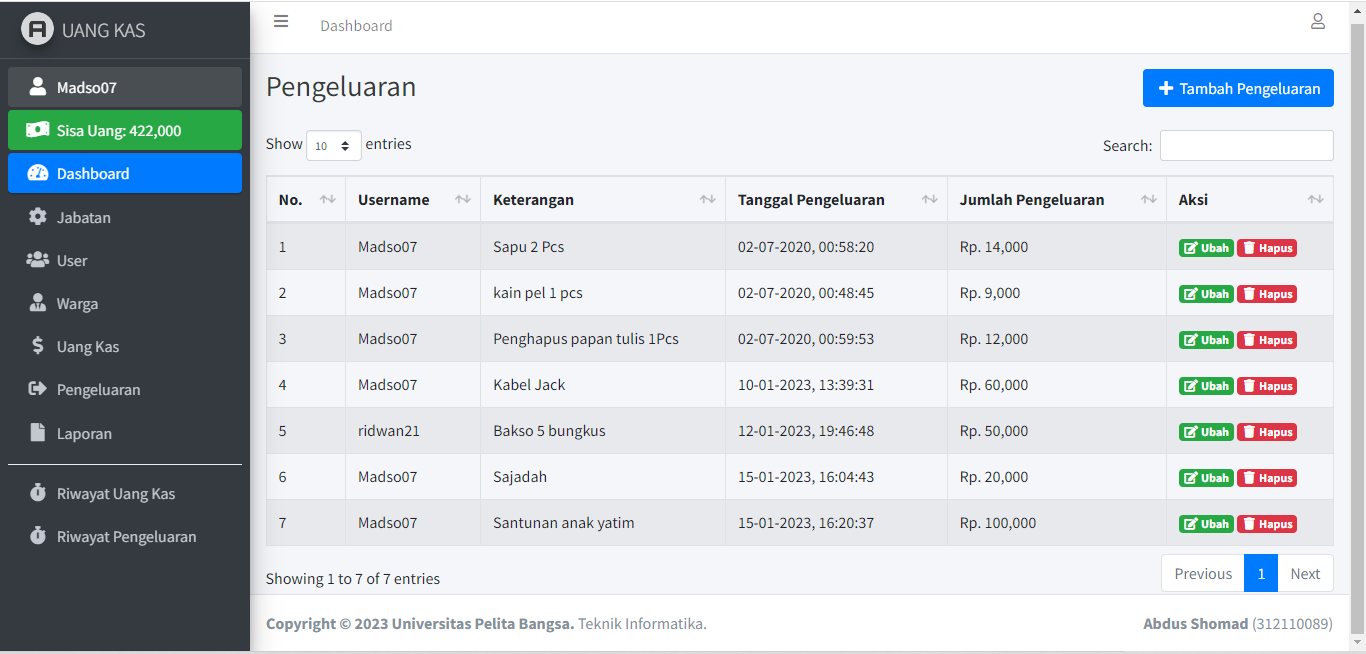 A UANG KAS
Dashboard
Madso07
Sisa Uang: 422,000
Dashboard
Jabatan
User
Warga
Uang Kas
Pengeluaran
Laporan
Riwayat Uang Kas
Riwayat Pengeluaran
Pengeluaran
Tambah Pengeluaran
Show 10 entries
Search:
No. Username Keterangan Tanggal Pengeluaran Jumlah Pengeluaran Aksi
1 Madso07 Sapu 2 Pcs 02-07-2020, 00:58:20 Rp. 14,000 Ubah Hapus
2 Madso07 kain pel 1 pcs 02-07-2020, 00:48:45 Rp. 9,000 Ubah Hapus
3 Madso07 Penghapus papan tulis 1Pcs 02-07-2020, 00:59:53 Rp. 12,000 Ubah Hapus
4 Madso07 Kabel Jack 10-01-2023, 13:39:31 Rp. 60,000 Ubah Hapus
5 ridwan21 Bakso 5 bungkus 12-01-2023, 19:46:48 Rp. 50,000 Ubah Hapus
6 Madso07 Sajadah 15-01-2023, 16:04:43 Rp. 20,000 Ubah Hapus
7 Madso07 Santunan anak yatim 15-01-2023, 16:20:37 Rp. 100,000 Ubah Hapus
Showing 1 to 7 of 7 entries
Previous 1 Next
Copyright © 2023 Universitas Pelita Bangsa. Teknik Informatika.
Abdus Shomad (312110089)